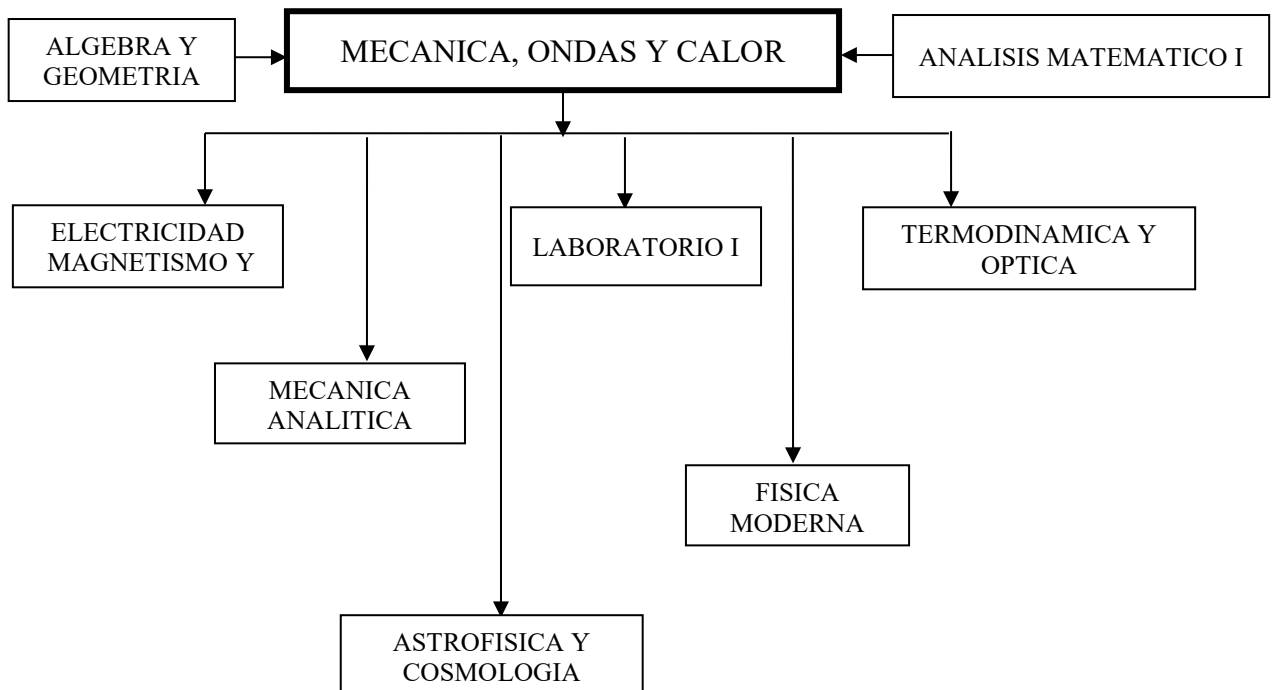 ALGEBRA Y
GEOMETRIA
MECANICA, ONDAS Y CALOR
ANALISIS MATEMATICO I
ELECTRICIDAD
MAGNETISMO Y
LABORATORIO I
TERMODINAMICA Y
OPTICA
MECANICA
ANALITICA
FISICA
MODERNA
ASTROFISICA Y
COSMOLOGIA